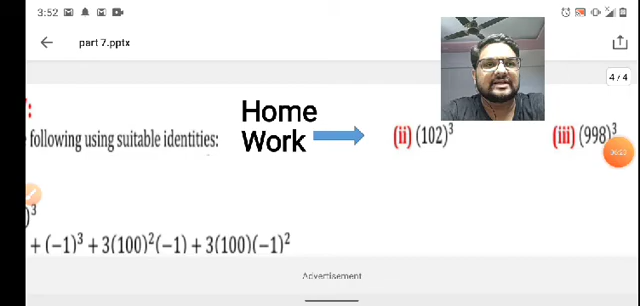 3:52
part 7.pptx
4/4
Home
Work
following using suitable identities:
(ii) (102)³
(iii) (998)³
)³
+ (−1)³ + 3(100)²(−1) + 3(100)(−1)²
Advertisement